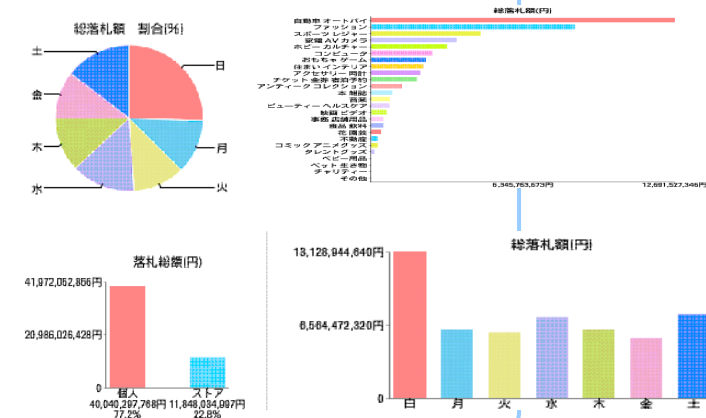 総落札額 割合(%)
土
日
金
月
木
水
火
総落札額(円)
自動車 オートバイ
ファッション
スポーツ レジャー
家電 AV カメラ
ホビー カルチャー
コンピュータ
おもちゃ ゲーム
住まい インテリア
アクセサリー 時計
チケット 金券 宿泊予約
アンティーク コレクション
本 雑誌
音楽
ビューティー ヘルスケア
映画 ビデオ
事務 店舗用品
食品 飲料
花 園芸
不動産
コミック アニメグッズ
タレントグッズ
ベビー用品
ペット 生き物
チャリティー
その他
6,345,763,673円
12,691,527,346円
落札総額(円)
41,972,052,856円
20,986,026,428円
0
個人
ストア
40,040,297,768円
11,848,034,097円
77.2%
22.8%
総落札額(円)
13,128,944,640円
6,564,472,320円
0
日
月
火
水
木
金
土